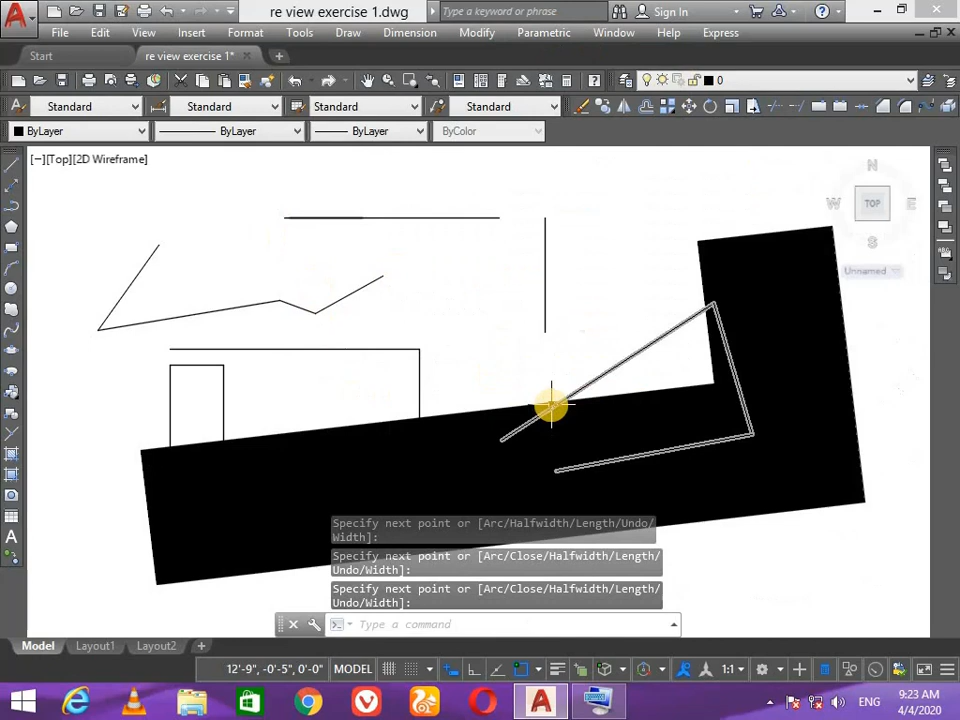 re view exercise 1.dwg
Type a keyword or phrase
Sign In
File Edit View Insert Format Tools Draw Dimension Modify Parametric Window Help Express
Start
re view exercise 1*
0
Standard Standard Standard Standard
ByLayer ByLayer ByLayer ByColor
[−][Top][2D Wireframe]
N
W TOP E
S
Unnamed
Specify next point or [Arc/Halfwidth/Length/Undo/
Width]:
Specify next point or [Arc/Close/Halfwidth/Length/
Undo/Width]:
Specify next point or [Arc/Close/Halfwidth/Length/
Undo/Width]:
Type a command
Model Layout1 Layout2
12'-9", -0'-5", 0'-0" MODEL 1:1
ENG
9:23 AM
4/4/2020